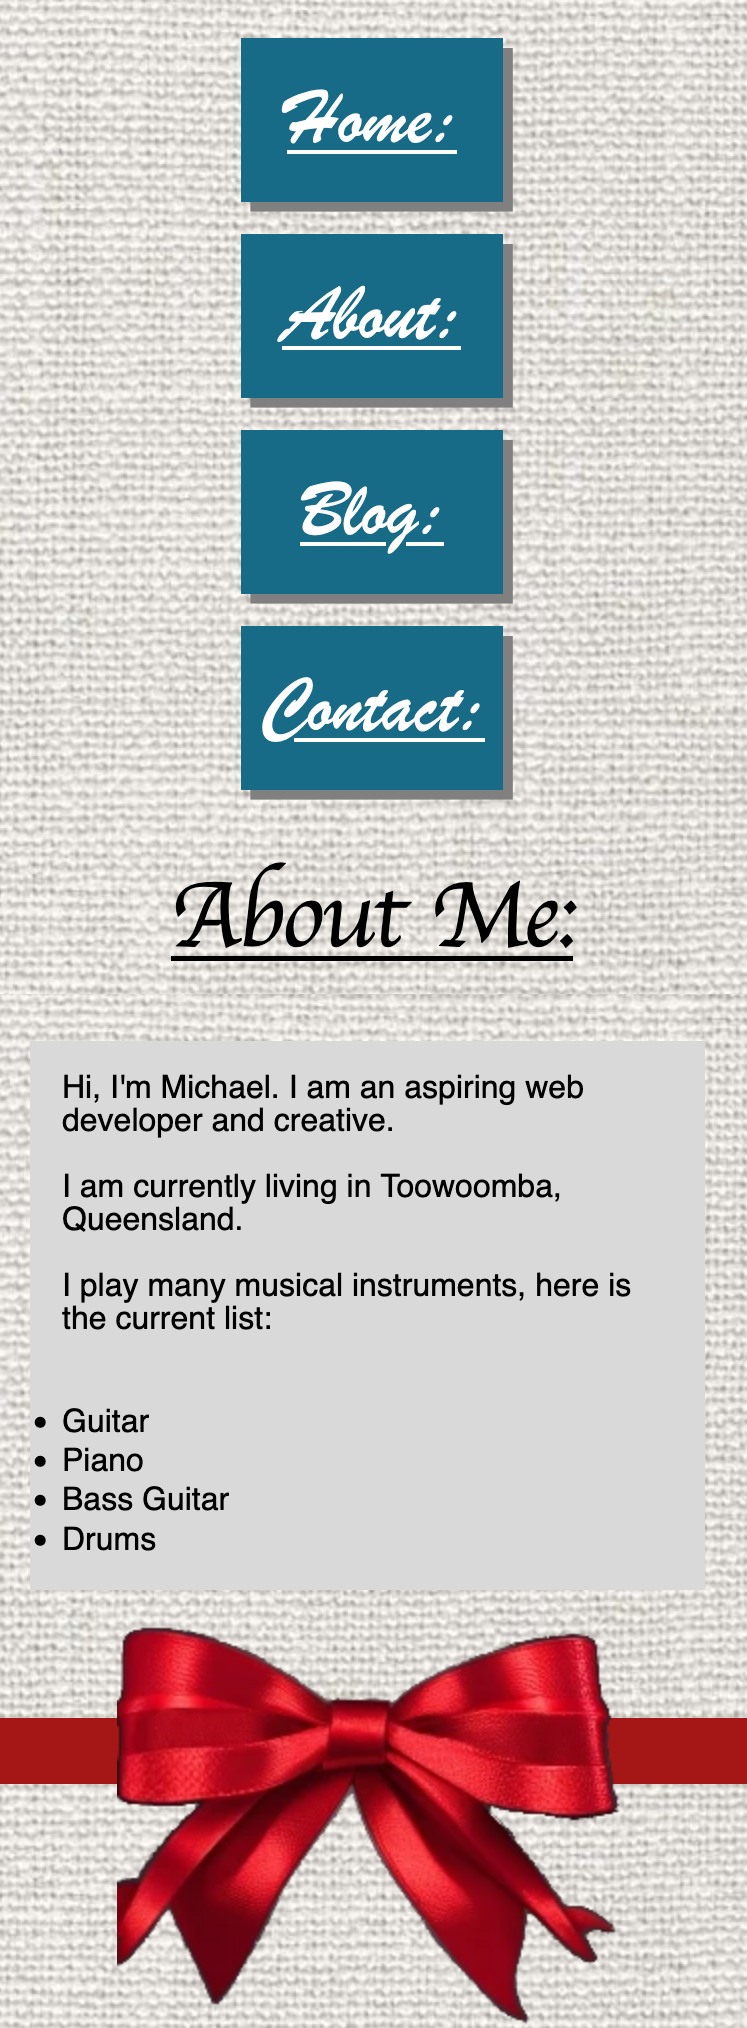 Home:
About:
Blog:
Contact:
About Me:
Hi, I'm Michael. I am an aspiring web
developer and creative.
I am currently living in Toowoomba,
Queensland.
I play many musical instruments, here is
the current list:
• Guitar
• Piano
• Bass Guitar
• Drums